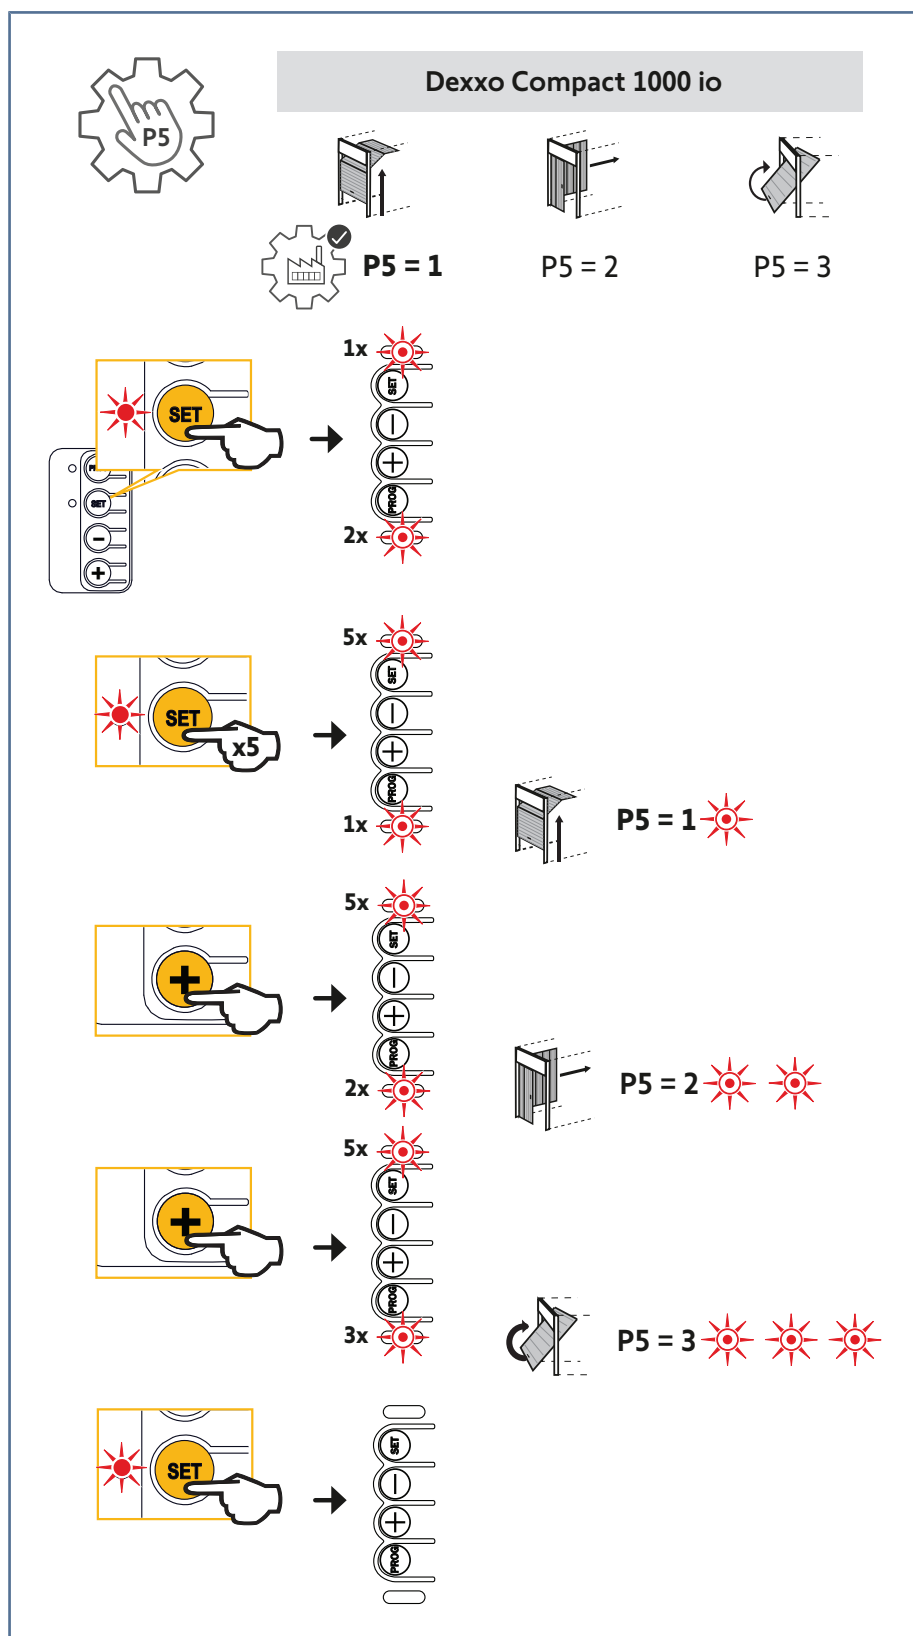 Dexxo Compact 1000 io
P5
P5 = 1
P5 = 2
P5 = 3
1x
SET
SET
PROG
SET
2x
5x
SET
SET
x5
PROG
1x
P5 = 1
5x
SET
PROG
2x
P5 = 2
5x
SET
PROG
3x
P5 = 3
SET
SET
PROG